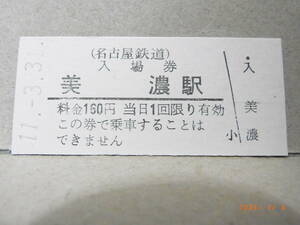 11.-3.31
(名古屋鉄道)
入場券
美濃駅
料金160円 当日1回限り有効
この券で乗車することは
できません
入
美濃
小